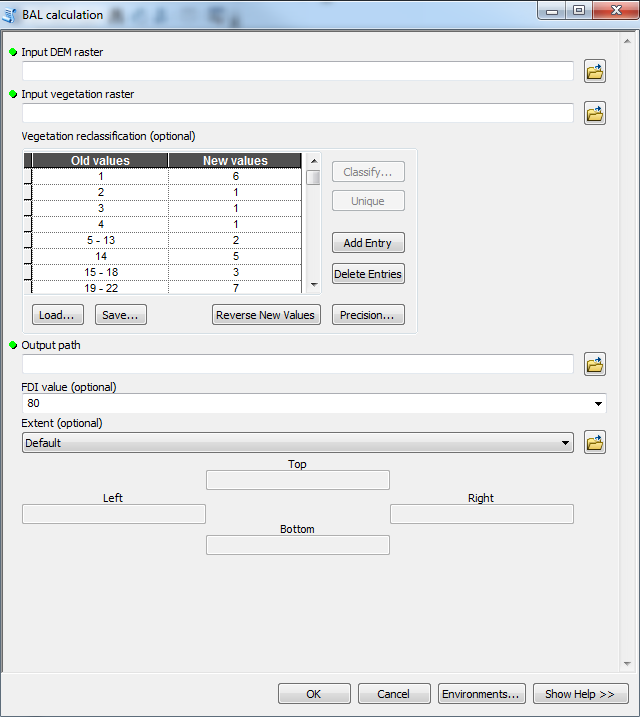 BAL calculation
Input DEM raster
Input vegetation raster
Vegetation reclassification (optional)
Old values New values
1 6
2 1
3 1
4 1
5 - 13 2
14 5
15 - 18 3
19 - 22 7
Classify...
Unique
Add Entry
Delete Entries
Load... Save... Reverse New Values Precision...
Output path
FDI value (optional)
80
Extent (optional)
Default
Top
Left Right
Bottom
OK Cancel Environments... Show Help >>